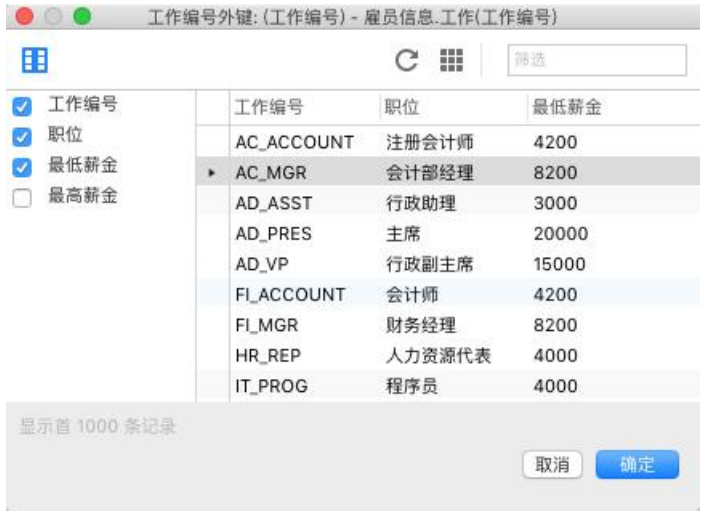 工作编号外键: (工作编号) - 雇员信息.工作(工作编号)
筛选
工作编号
职位
最低薪金
最高薪金
工作编号 职位 最低薪金
AC_ACCOUNT 注册会计师 4200
AC_MGR 会计部经理 8200
AD_ASST 行政助理 3000
AD_PRES 主席 20000
AD_VP 行政副主席 15000
FI_ACCOUNT 会计师 4200
FI_MGR 财务经理 8200
HR_REP 人力资源代表 4000
IT_PROG 程序员 4000
显示首 1000 条记录
取消 确定